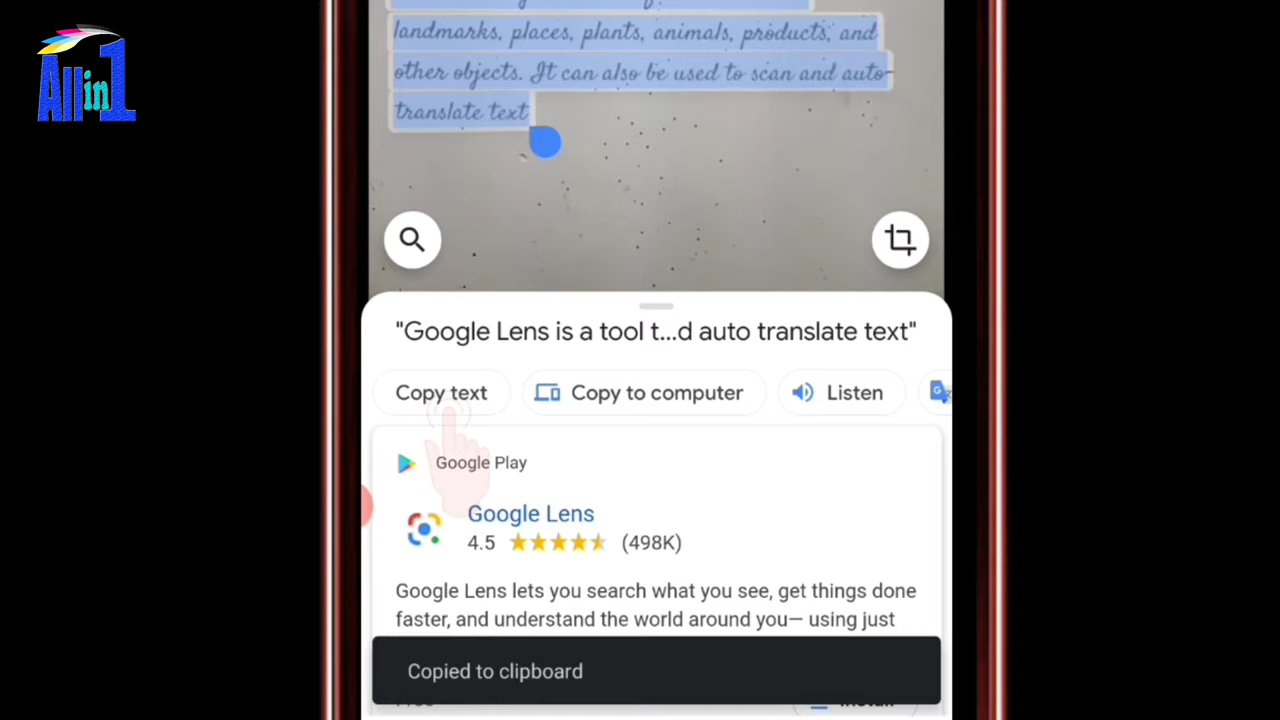 All in 1
landmarks, places, plants, animals, products, and
other objects. It can also be used to scan and auto-
translate text
"Google Lens is a tool t...d auto translate text"
Copy text
Copy to computer
Listen
Google Play
Google Lens
4.5 (498K)
Google Lens lets you search what you see, get things done
faster, and understand the world around you— using just
Copied to clipboard
Install